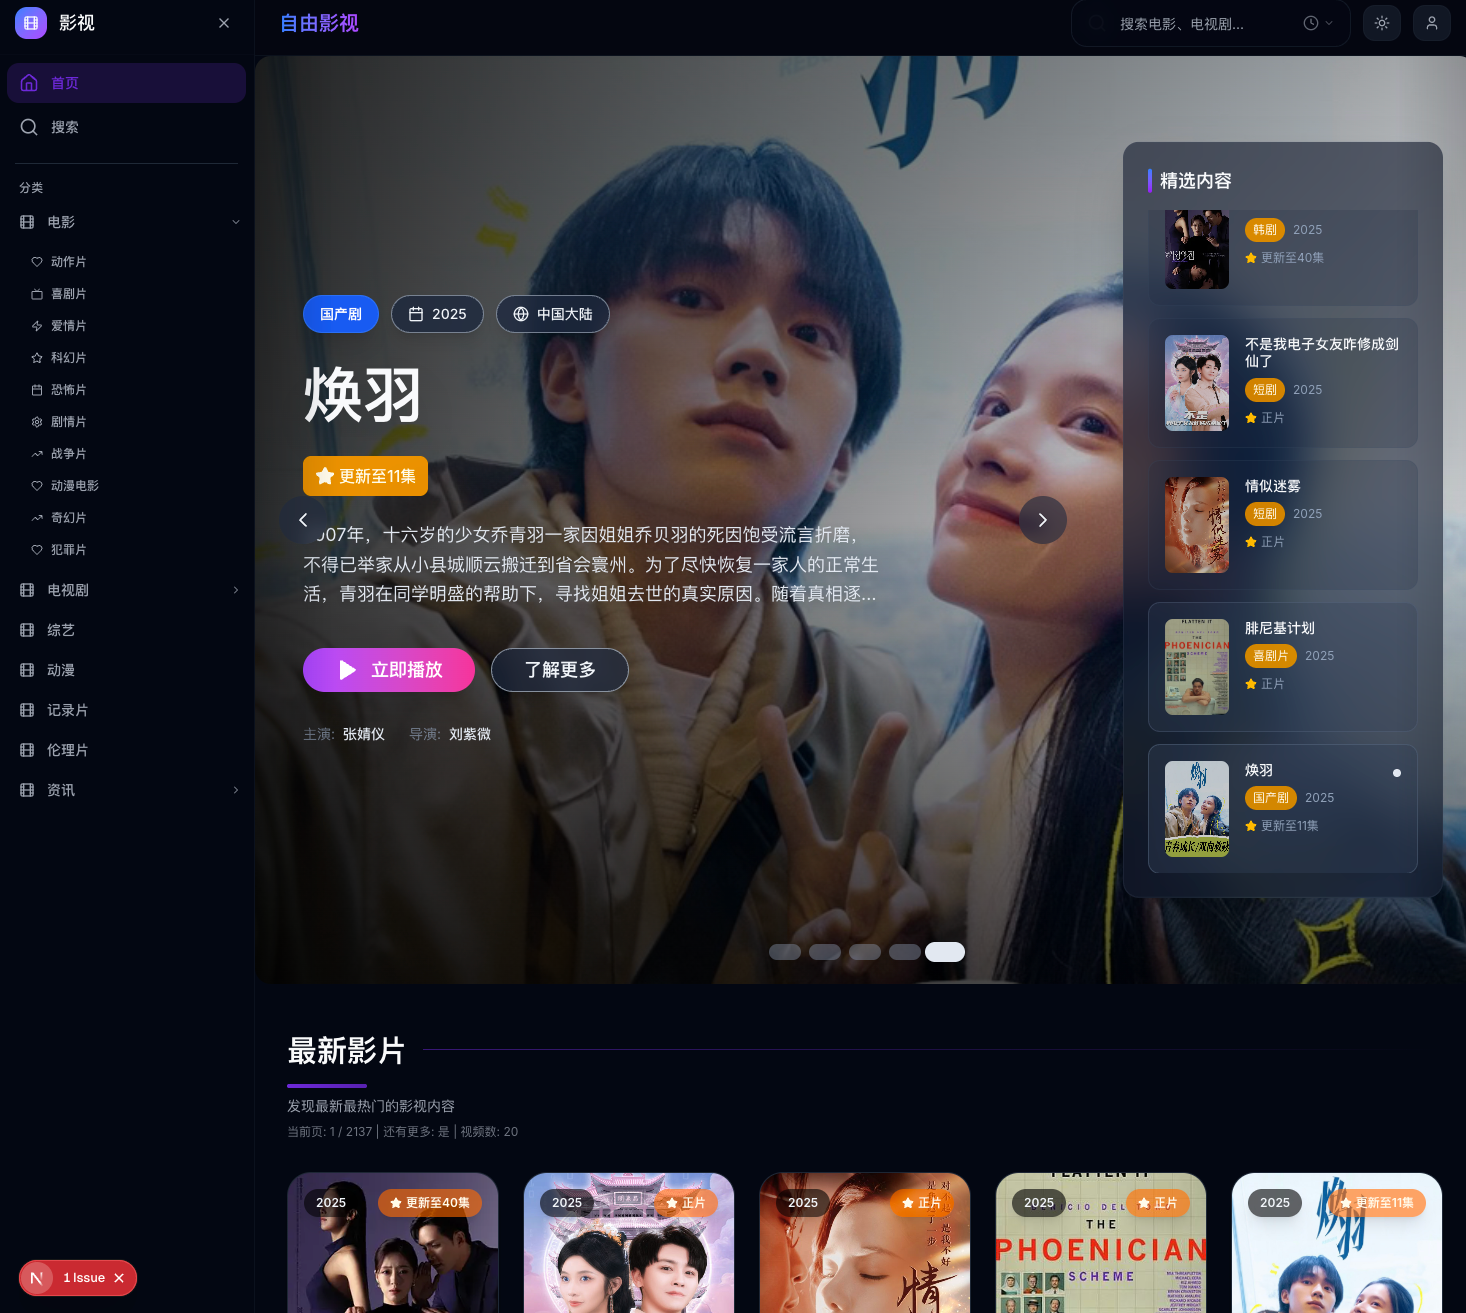 影视
首页
搜索
分类
电影
动作片
喜剧片
爱情片
科幻片
恐怖片
剧情片
战争片
动漫电影
奇幻片
犯罪片
电视剧
综艺
动漫
记录片
伦理片
资讯
1 Issue
自由影视
搜索电影、电视剧...
国产剧
2025
中国大陆
焕羽
更新至11集
007年，十六岁的少女乔青羽一家因姐姐乔贝羽的死因饱受流言折磨，
不得已举家从小县城顺云搬迁到省会寰州。为了尽快恢复一家人的正常生
活，青羽在同学明盛的帮助下，寻找姐姐去世的真实原因。随着真相逐...
立即播放
了解更多
主演: 张婧仪 导演: 刘紫微
精选内容
韩剧 2025
更新至40集
不是我电子女友咋修成剑
仙了
短剧 2025
正片
情似迷雾
短剧 2025
正片
腓尼基计划
喜剧片 2025
正片
THE
PHOENICIAN
SCHEME
焕羽
国产剧 2025
更新至11集
最新影片
发现最新最热门的影视内容
当前页: 1 / 2137 | 还有更多: 是 | 视频数: 20
2025 更新至40集
2025 正片
2025 正片
情
2025 正片
THE
PHOENICIAN
SCHEME
2025 更新至11集